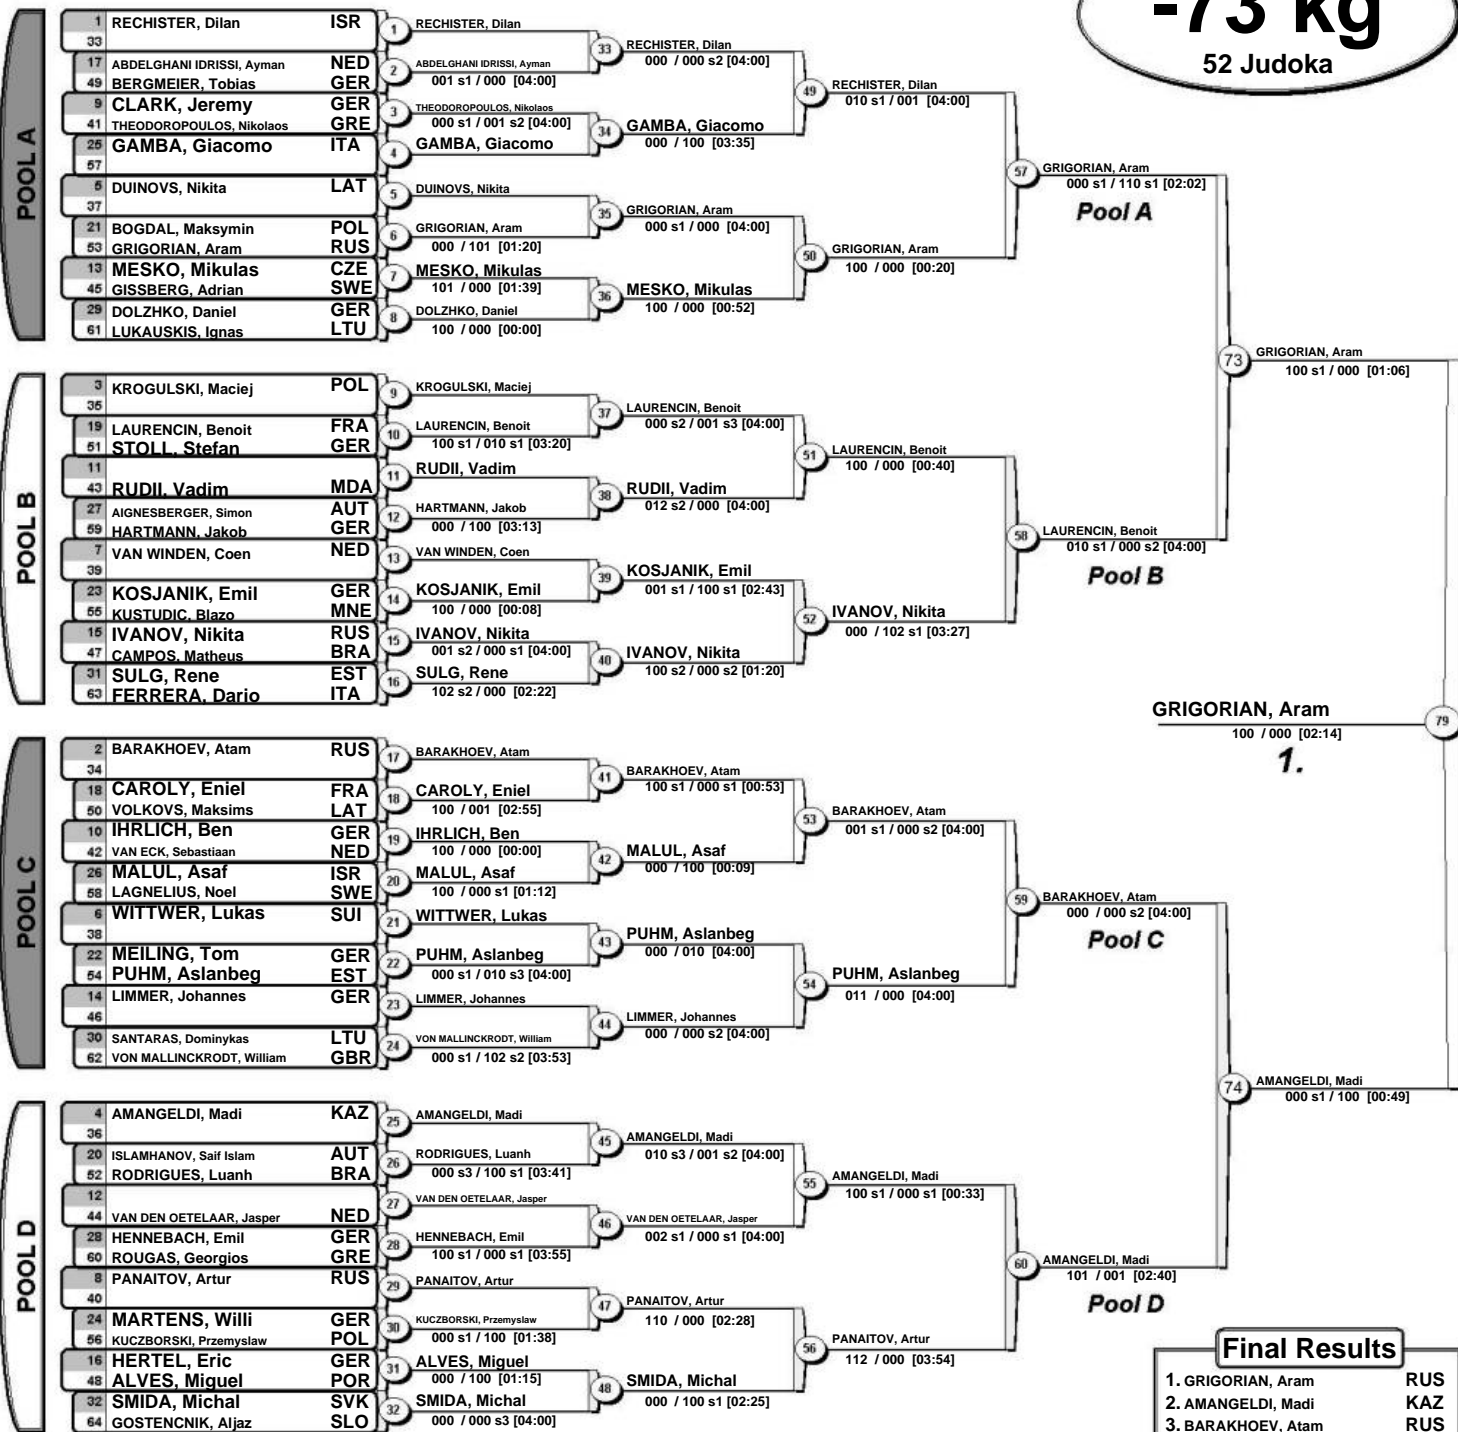 -73 kg
52 Judoka
POOL A
1 RECHISTER, Dilan ISR
33
17 ABDELGHANI IDRISSI, Ayman NED
49 BERGMEIER, Tobias GER
9 CLARK, Jeremy GER
41 THEODOROPOULOS, Nikolaos GRE
25 GAMBA, Giacomo ITA
57
5 DUINOVS, Nikita LAT
37
21 BOGDAL, Maksymin POL
53 GRIGORIAN, Aram RUS
13 MESKO, Mikulas CZE
45 GISSBERG, Adrian SWE
29 DOLZHKO, Daniel GER
61 LUKAUSKIS, Ignas LTU
1 RECHISTER, Dilan
2 ABDELGHANI IDRISSI, Ayman
001 s1 / 000 [04:00]
3 THEODOROPOULOS, Nikolaos
000 s1 / 001 s2 [04:00]
4 GAMBA, Giacomo
5 DUINOVS, Nikita
6 GRIGORIAN, Aram
000 / 101 [01:20]
7 MESKO, Mikulas
101 / 000 [01:39]
8 DOLZHKO, Daniel
100 / 000 [00:00]
33 RECHISTER, Dilan
000 / 000 s2 [04:00]
34 GAMBA, Giacomo
000 / 100 [03:35]
35 GRIGORIAN, Aram
000 s1 / 000 [04:00]
36 MESKO, Mikulas
100 / 000 [00:52]
49 RECHISTER, Dilan
010 s1 / 001 [04:00]
50 GRIGORIAN, Aram
100 / 000 [00:20]
57 GRIGORIAN, Aram
000 s1 / 110 s1 [02:02]
Pool A
POOL B
3 KROGULSKI, Maciej POL
35
19 LAURENCIN, Benoit FRA
51 STOLL, Stefan GER
11
43 RUDII, Vadim MDA
27 AIGNESBERGER, Simon AUT
59 HARTMANN, Jakob GER
7 VAN WINDEN, Coen NED
39
23 KOSJANIK, Emil GER
55 KUSTUDIC, Blazo MNE
15 IVANOV, Nikita RUS
47 CAMPOS, Matheus BRA
31 SULG, Rene EST
63 FERRERA, Dario ITA
9 KROGULSKI, Maciej
10 LAURENCIN, Benoit
100 s1 / 010 s1 [03:20]
11 RUDII, Vadim
12 HARTMANN, Jakob
000 / 100 [03:13]
13 VAN WINDEN, Coen
14 KOSJANIK, Emil
100 / 000 [00:08]
15 IVANOV, Nikita
001 s2 / 000 s1 [04:00]
16 SULG, Rene
102 s2 / 000 [02:22]
37 LAURENCIN, Benoit
000 s2 / 001 s3 [04:00]
38 RUDII, Vadim
012 s2 / 000 [04:00]
39 KOSJANIK, Emil
001 s1 / 100 s1 [02:43]
40 IVANOV, Nikita
100 s2 / 000 s2 [01:20]
51 LAURENCIN, Benoit
100 / 000 [00:40]
52 IVANOV, Nikita
000 / 102 s1 [03:27]
58 LAURENCIN, Benoit
010 s1 / 000 s2 [04:00]
Pool B
73 GRIGORIAN, Aram
100 s1 / 000 [01:06]
GRIGORIAN, Aram
79
100 / 000 [02:14]
1.
POOL C
2 BARAKHOEV, Atam RUS
34
18 CAROLY, Eniel FRA
50 VOLKOVS, Maksims LAT
10 IHRLICH, Ben GER
42 VAN ECK, Sebastiaan NED
26 MALUL, Asaf ISR
58 LAGNELIUS, Noel SWE
6 WITTWER, Lukas SUI
38
22 MEILING, Tom GER
54 PUHM, Aslanbeg EST
14 LIMMER, Johannes GER
46
30 SANTARAS, Dominykas LTU
62 VON MALLINCKRODT, William GBR
17 BARAKHOEV, Atam
18 CAROLY, Eniel
100 / 001 [02:55]
19 IHRLICH, Ben
100 / 000 [00:00]
20 MALUL, Asaf
100 / 000 s1 [01:12]
21 WITTWER, Lukas
22 PUHM, Aslanbeg
000 s1 / 010 s3 [04:00]
23 LIMMER, Johannes
24 VON MALLINCKRODT, William
000 s1 / 102 s2 [03:53]
41 BARAKHOEV, Atam
100 s1 / 000 s1 [00:53]
42 MALUL, Asaf
000 / 100 [00:09]
43 PUHM, Aslanbeg
000 / 010 [04:00]
44 LIMMER, Johannes
000 / 000 s2 [04:00]
53 BARAKHOEV, Atam
001 s1 / 000 s2 [04:00]
54 PUHM, Aslanbeg
011 / 000 [04:00]
59 BARAKHOEV, Atam
000 / 000 s2 [04:00]
Pool C
POOL D
4 AMANGELDI, Madi KAZ
36
20 ISLAMHANOV, Saif Islam AUT
52 RODRIGUES, Luanh BRA
12
44 VAN DEN OETELAAR, Jasper NED
28 HENNEBACH, Emil GER
60 ROUGAS, Georgios GRE
8 PANAITOV, Artur RUS
40
24 MARTENS, Willi GER
56 KUCZBORSKI, Przemyslaw POL
16 HERTEL, Eric GER
48 ALVES, Miguel POR
32 SMIDA, Michal SVK
64 GOSTENCNIK, Aljaz SLO
25 AMANGELDI, Madi
26 RODRIGUES, Luanh
000 s3 / 100 s1 [03:41]
27 VAN DEN OETELAAR, Jasper
28 HENNEBACH, Emil
100 s1 / 000 s1 [03:55]
29 PANAITOV, Artur
30 KUCZBORSKI, Przemyslaw
000 s1 / 100 [01:38]
31 ALVES, Miguel
000 / 100 [01:15]
32 SMIDA, Michal
000 / 000 s3 [04:00]
45 AMANGELDI, Madi
010 s3 / 001 s2 [04:00]
46 VAN DEN OETELAAR, Jasper
002 s1 / 000 s1 [04:00]
47 PANAITOV, Artur
110 / 000 [02:28]
48 SMIDA, Michal
000 / 100 s1 [02:25]
55 AMANGELDI, Madi
100 s1 / 000 s1 [00:33]
56 PANAITOV, Artur
112 / 000 [03:54]
60 AMANGELDI, Madi
101 / 001 [02:40]
Pool D
74 AMANGELDI, Madi
000 s1 / 100 [00:49]
Final Results
1. GRIGORIAN, Aram RUS
2. AMANGELDI, Madi KAZ
3. BARAKHOEV, Atam RUS